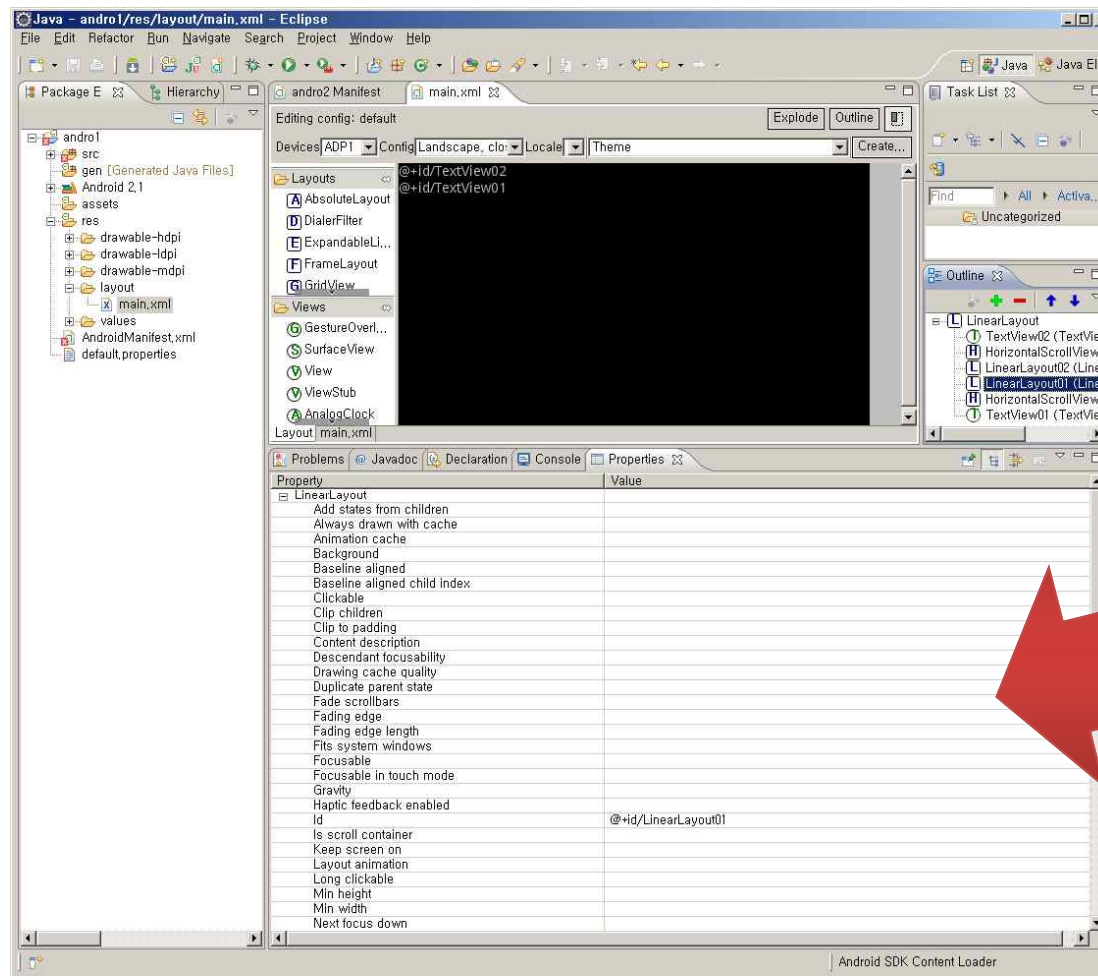 Java - andro1/res/layout/main.xml - Eclipse
File Edit Refactor Run Navigate Search Project Window Help
Java Java E
Package E Hierarchy
andro1
src
gen [Generated Java Files]
Android 2.1
assets
res
drawable-hdpi
drawable-ldpi
drawable-mdpi
layout
main.xml
values
AndroidManifest.xml
default.properties
andro2 Manifest main.xml
Editing config: default Explode Outline
Devices ADP1 Config Landscape, clo: Locale Theme Create...
Layouts
AbsoluteLayout
DialerFilter
ExpandableLi...
FrameLayout
GridView
Views
GestureOverl...
SurfaceView
View
ViewStub
AnalogClock
@+id/TextView02
@+id/TextView01
Layout main.xml
Task List
Find All Activa...
Uncategorized
Outline
LinearLayout
TextView02 (TextVie
HorizontalScrollView
LinearLayout02 (Line
LinearLayout01 (Line
HorizontalScrollView
TextView01 (TextVie
Problems @ Javadoc Declaration Console Properties
Property Value
LinearLayout
Add states from children
Always drawn with cache
Animation cache
Background
Baseline aligned
Baseline aligned child index
Clickable
Clip children
Clip to padding
Content description
Descendant focusability
Drawing cache quality
Duplicate parent state
Fade scrollbars
Fading edge
Fading edge length
Fits system windows
Focusable
Focusable in touch mode
Gravity
Haptic feedback enabled
Id @+id/LinearLayout01
Is scroll container
Keep screen on
Layout animation
Long clickable
Min height
Min width
Next focus down
Android SDK Content Loader